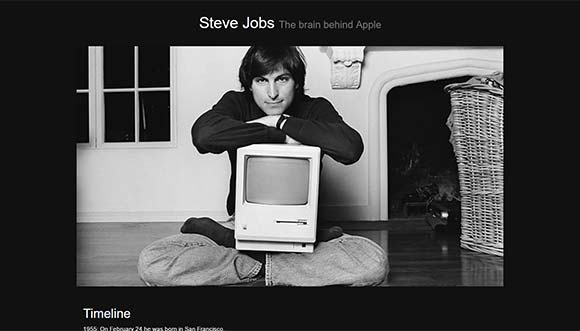 Steve Jobs The brain behind Apple
Timeline
1955: On February 24 he was born in San Francisco.